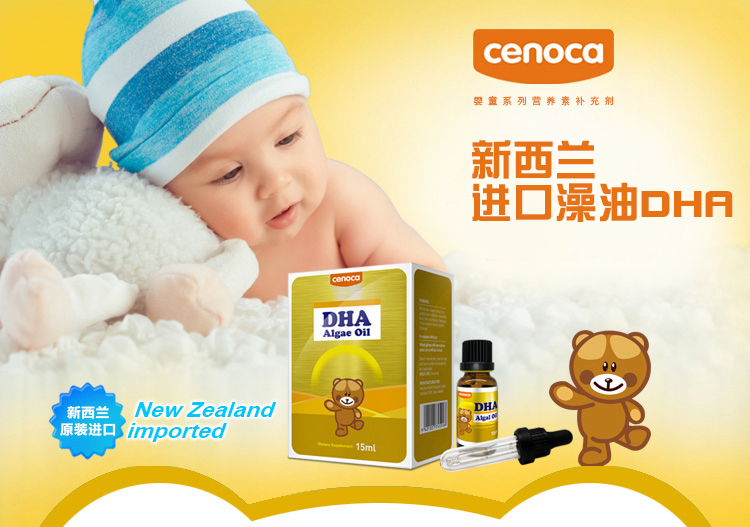 cenoca
婴童系列营养素补充剂
新西兰
进口澡油DHA
cenoca
DHA
Algae Oil
Dietary Supplement
15ml
DHA
Algal Oil
新西兰
原装进口
New Zealand
imported